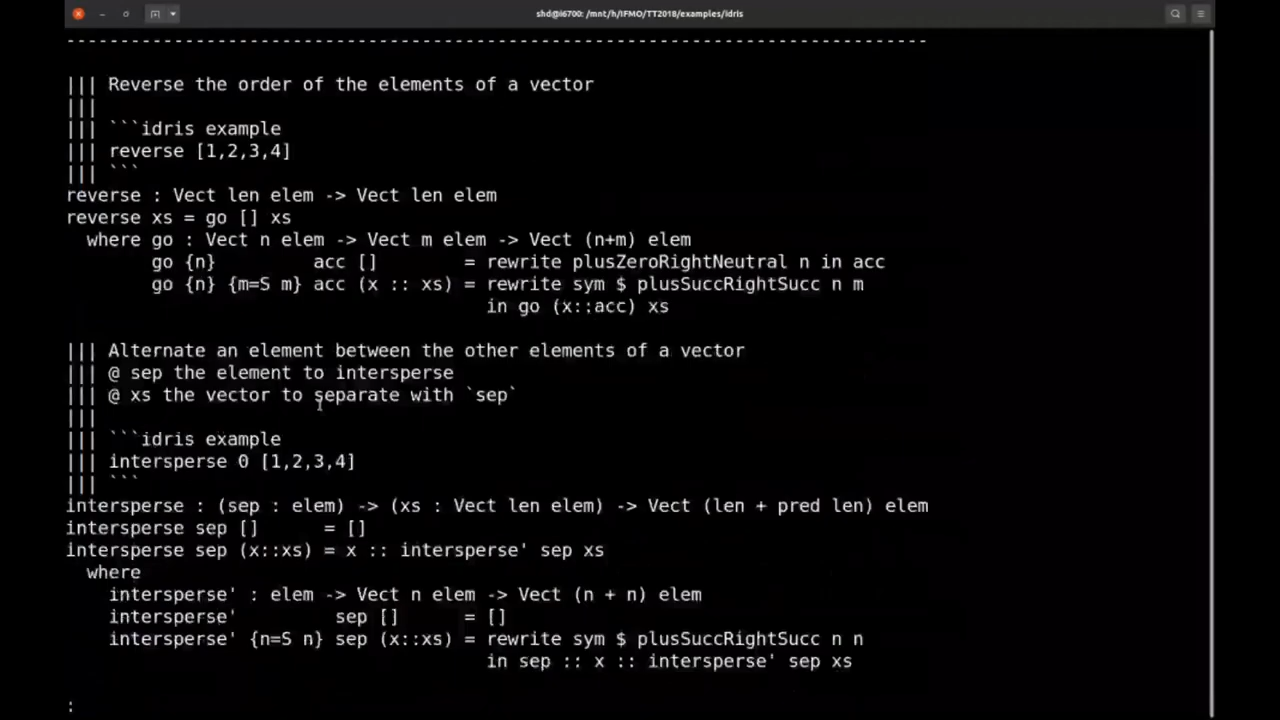 shd@i6700: /mnt/h/IFMO/TT2018/examples/idris
--------------------------------------------------------------------------------
||| Reverse the order of the elements of a vector
|||
||| ```idris example
||| reverse [1,2,3,4]
||| ```
reverse : Vect len elem -> Vect len elem
reverse xs = go [] xs
  where go : Vect n elem -> Vect m elem -> Vect (n+m) elem
        go {n}         acc []        = rewrite plusZeroRightNeutral n in acc
        go {n} {m=S m} acc (x :: xs) = rewrite sym $ plusSuccRightSucc n m
                                       in go (x::acc) xs
||| Alternate an element between the other elements of a vector
||| @ sep the element to intersperse
||| @ xs the vector to separate with `sep`
|||
||| ```idris example
||| intersperse 0 [1,2,3,4]
||| ```
intersperse : (sep : elem) -> (xs : Vect len elem) -> Vect (len + pred len) elem
intersperse sep []      = []
intersperse sep (x::xs) = x :: intersperse' sep xs
  where
    intersperse' : elem -> Vect n elem -> Vect (n + n) elem
    intersperse'         sep []      = []
    intersperse' {n=S n} sep (x::xs) = rewrite sym $ plusSuccRightSucc n n
                                       in sep :: x :: intersperse' sep xs
: